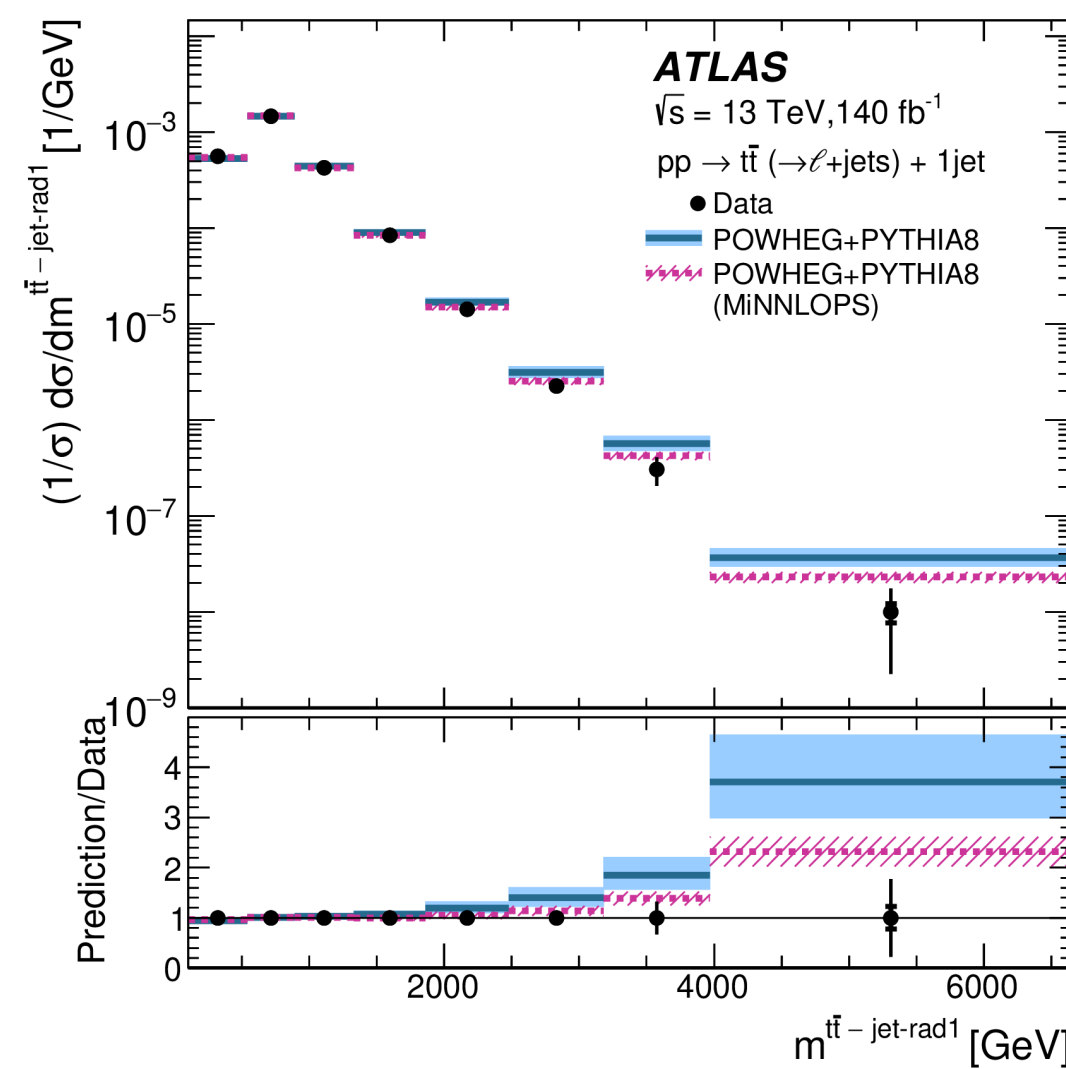 ATLAS
√s = 13 TeV,140 fb⁻¹
pp → tt̄ (→ℓ+jets) + 1jet
Data
POWHEG+PYTHIA8
POWHEG+PYTHIA8
(MiNNLOPS)
(1/σ) dσ/dm^{tt̄ − jet-rad1} [1/GeV]
10⁻³
10⁻⁵
10⁻⁷
10⁻⁹
Prediction/Data
4
3
2
1
0
2000 4000 6000
m^{tt̄ − jet-rad1} [GeV]